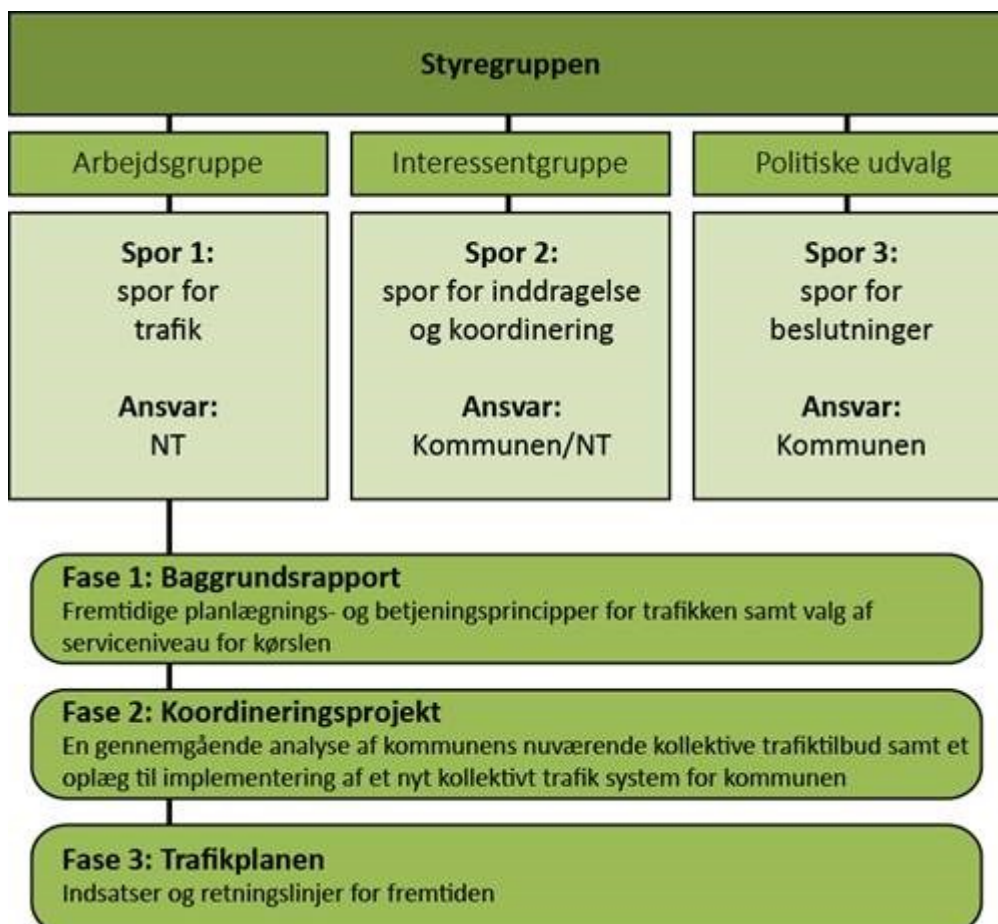 Styregruppen
Arbejdsgruppe
Spor 1:
spor for
trafik
Ansvar:
NT
Interessentgruppe
Spor 2:
spor for inddragelse
og koordinering
Ansvar:
Kommunen/NT
Politiske udvalg
Spor 3:
spor for
beslutninger
Ansvar:
Kommunen
Fase 1: Baggrundsrapport
Fremtidige planlægnings- og betjeningsprincipper for trafikken samt valg af
serviceniveau for kørslen
Fase 2: Koordineringsprojekt
En gennemgående analyse af kommunens nuværende kollektive trafiktilbud samt et
oplæg til implementering af et nyt kollektivt trafik system for kommunen
Fase 3: Trafikplanen
Indsatser og retningslinjer for fremtiden